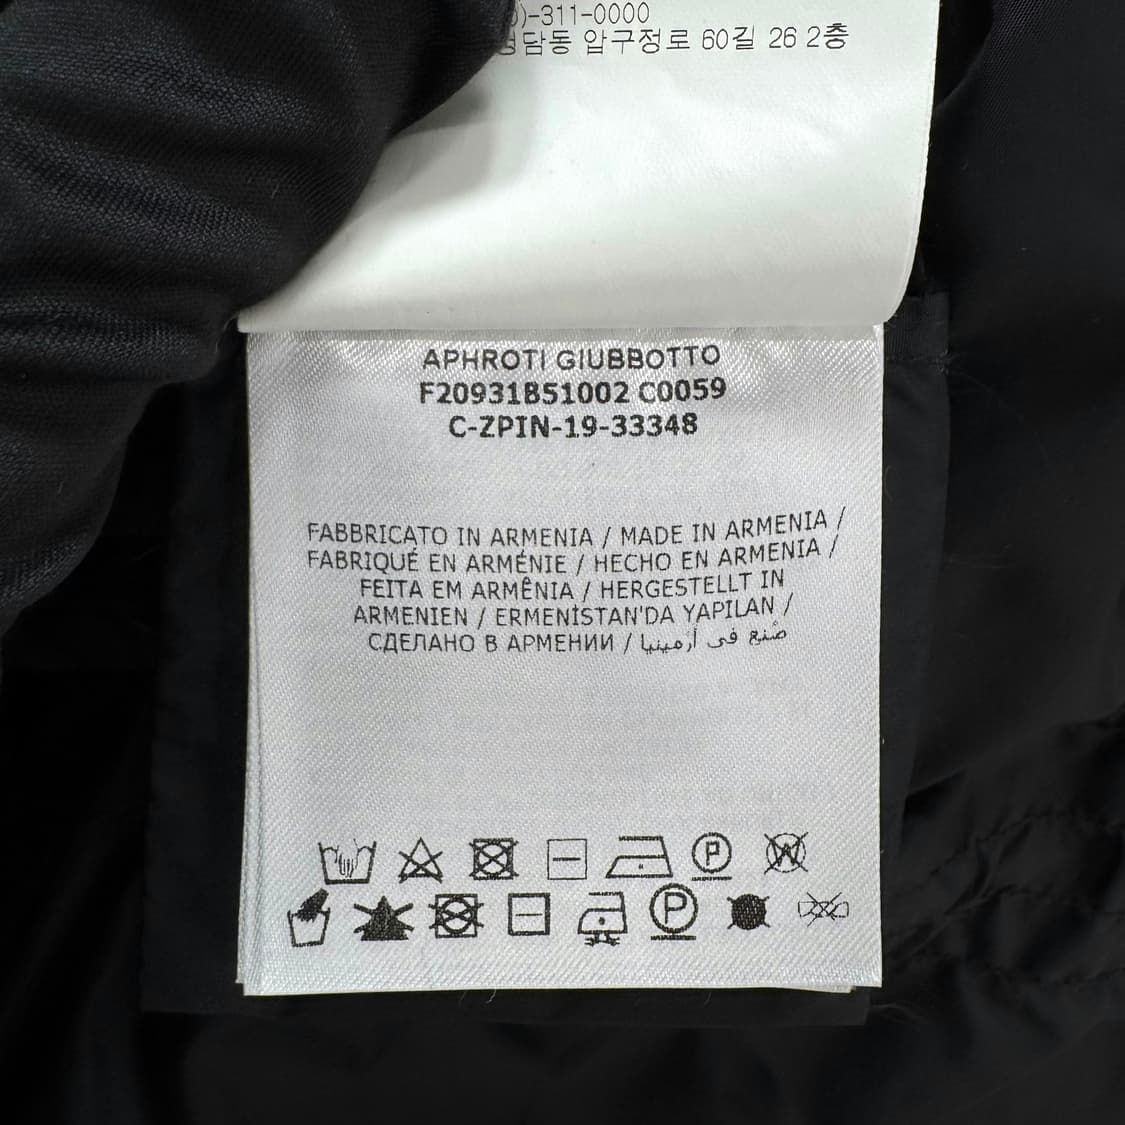 )-311-0000
담동 압구정로 60길 26 2층
APHROTI GIUBBOTTO
F20931B51002 C0059
C-ZPIN-19-33348
FABBRICATO IN ARMENIA / MADE IN ARMENIA /
FABRIQUÉ EN ARMÉNIE / HECHO EN ARMENIA /
FEITA EM ARMÊNIA / HERGESTELLT IN
ARMENIEN / ERMENİSTAN'DA YAPILAN /
СДЕЛАНО В АРМЕНИИ / صُنع في أرمينيا